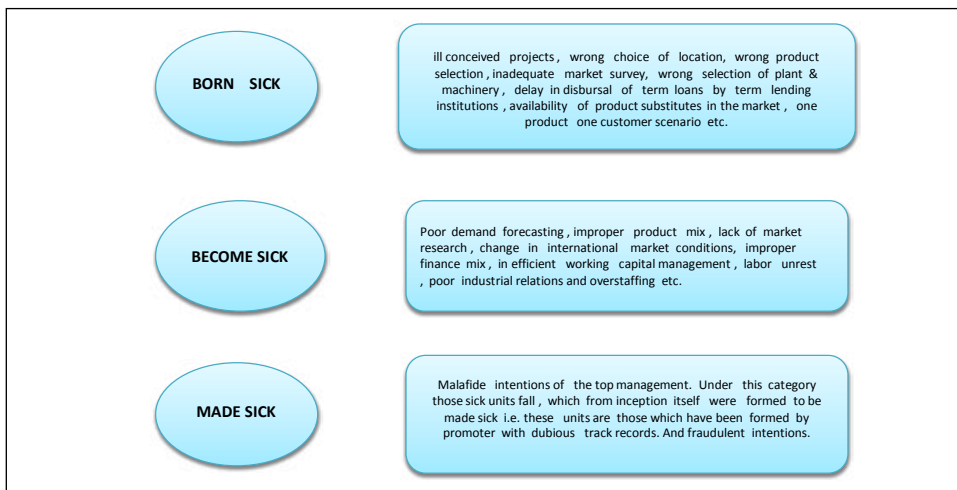 BORN SICK
ill conceived projects , wrong choice of location, wrong product
selection , inadequate market survey, wrong selection of plant &
machinery , delay in disbursal of term loans by term lending
institutions , availability of product substitutes in the market , one
product one customer scenario etc.
BECOME SICK
Poor demand forecasting , improper product mix , lack of market
research , change in international market conditions, improper
finance mix , in efficient working capital management , labor unrest
, poor industrial relations and overstaffing etc.
MADE SICK
Malafide intentions of the top management. Under this category
those sick units fall , which from inception itself were formed to be
made sick i.e. these units are those which have been formed by
promoter with dubious track records. And fraudulent intentions.